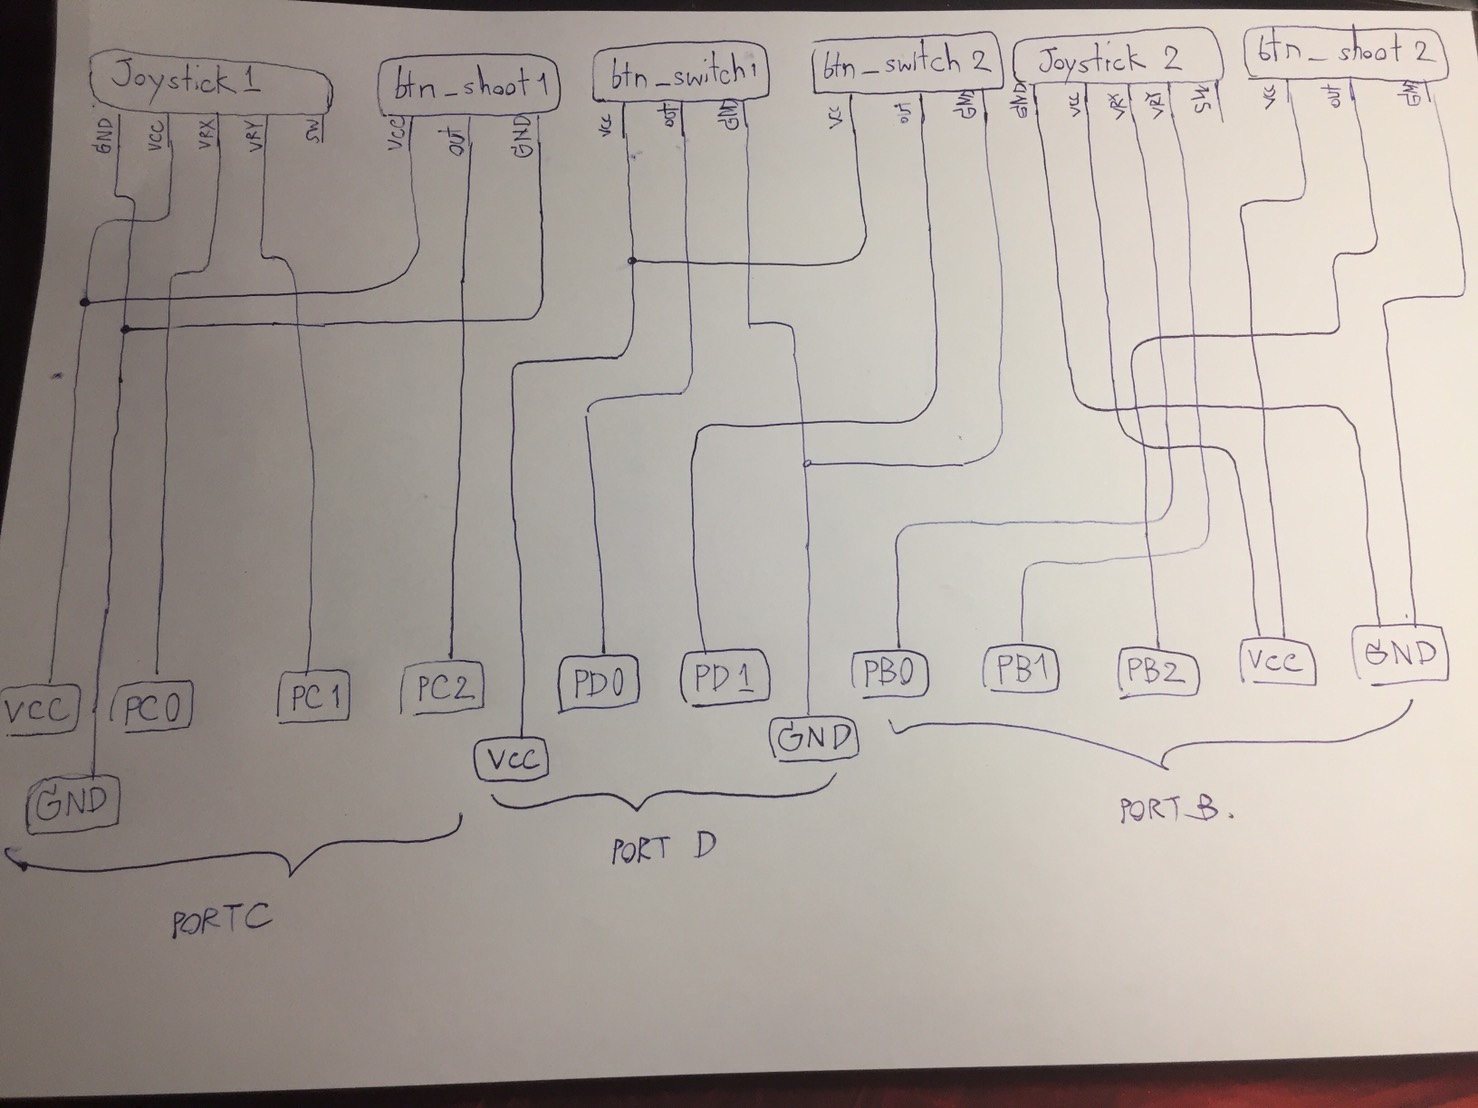 Joystick 1
btn_shoot 1
btn_switch 1
btn_switch 2
Joystick 2
btn_shoot 2
GND VCC VRX VRY SW
VCC OUT GND
VCC OUT GND
VCC OUT GND
GND VCC VRX VRY SW
VCC OUT GND
VCC
PC0
PC1
PC2
PD0
PD1
PB0
PB1
PB2
VCC
GND
GND
VCC
GND
PORTC
PORT D
PORT B.